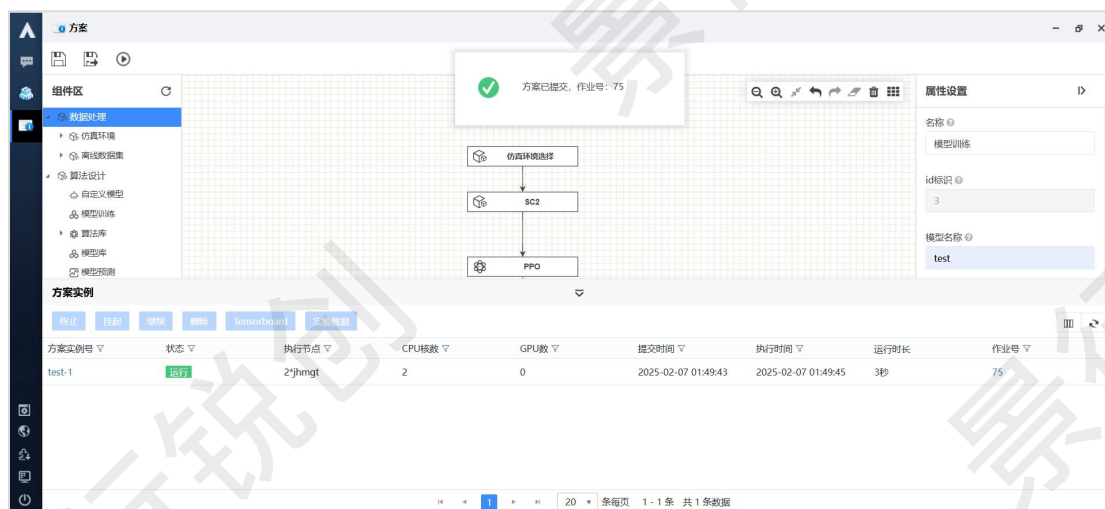 方案
组件区
数据处理
仿真环境
离线数据集
算法设计
自定义模型
模型训练
算法库
模型库
模型预测
方案已提交，作业号：75
仿真环境选择
SC2
PPO
属性设置
名称
模型训练
id标识
3
模型名称
test
方案实例
终止 挂起 继续 删除 Tensorboard 实验数据
方案实例号 状态 执行节点 CPU核数 GPU数 提交时间 执行时间 运行时长 作业号
test-1 运行 2*jhmgt 2 0 2025-02-07 01:49:43 2025-02-07 01:49:45 3秒 75
1 20 条每页 1 - 1 条 共 1 条数据